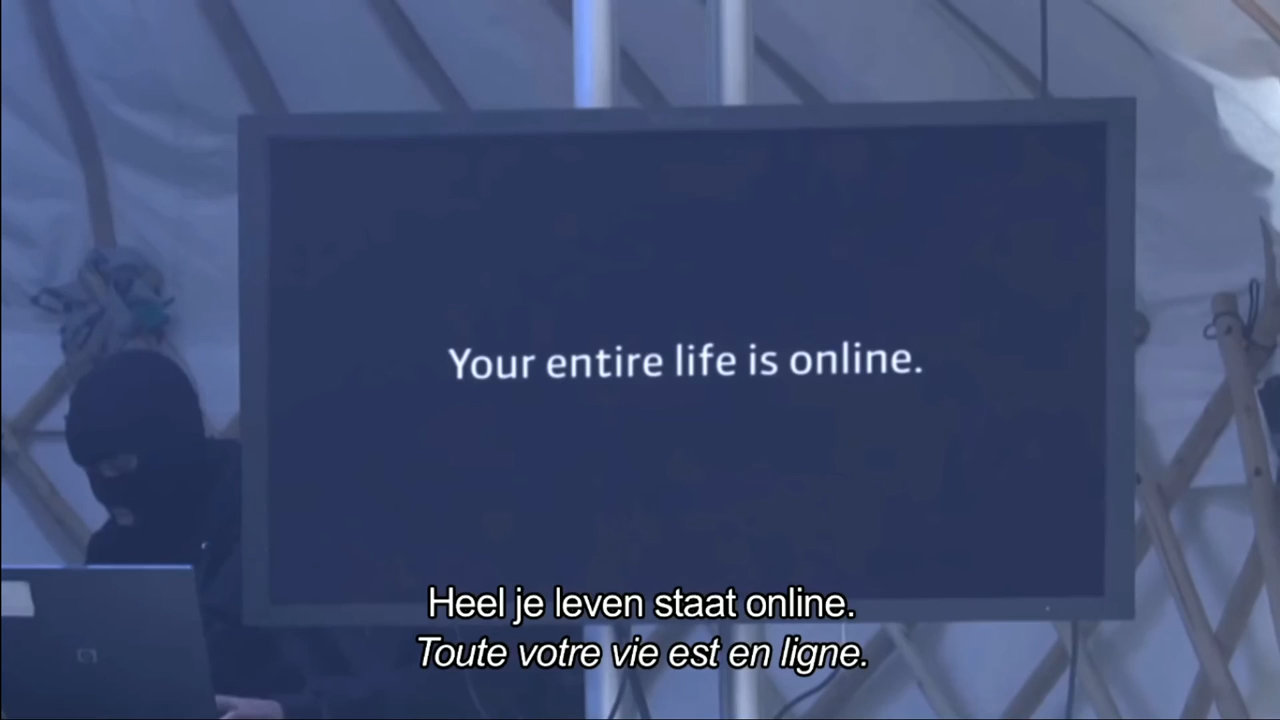 Your entire life is online.
Heel je leven staat online.
Toute votre vie est en ligne.